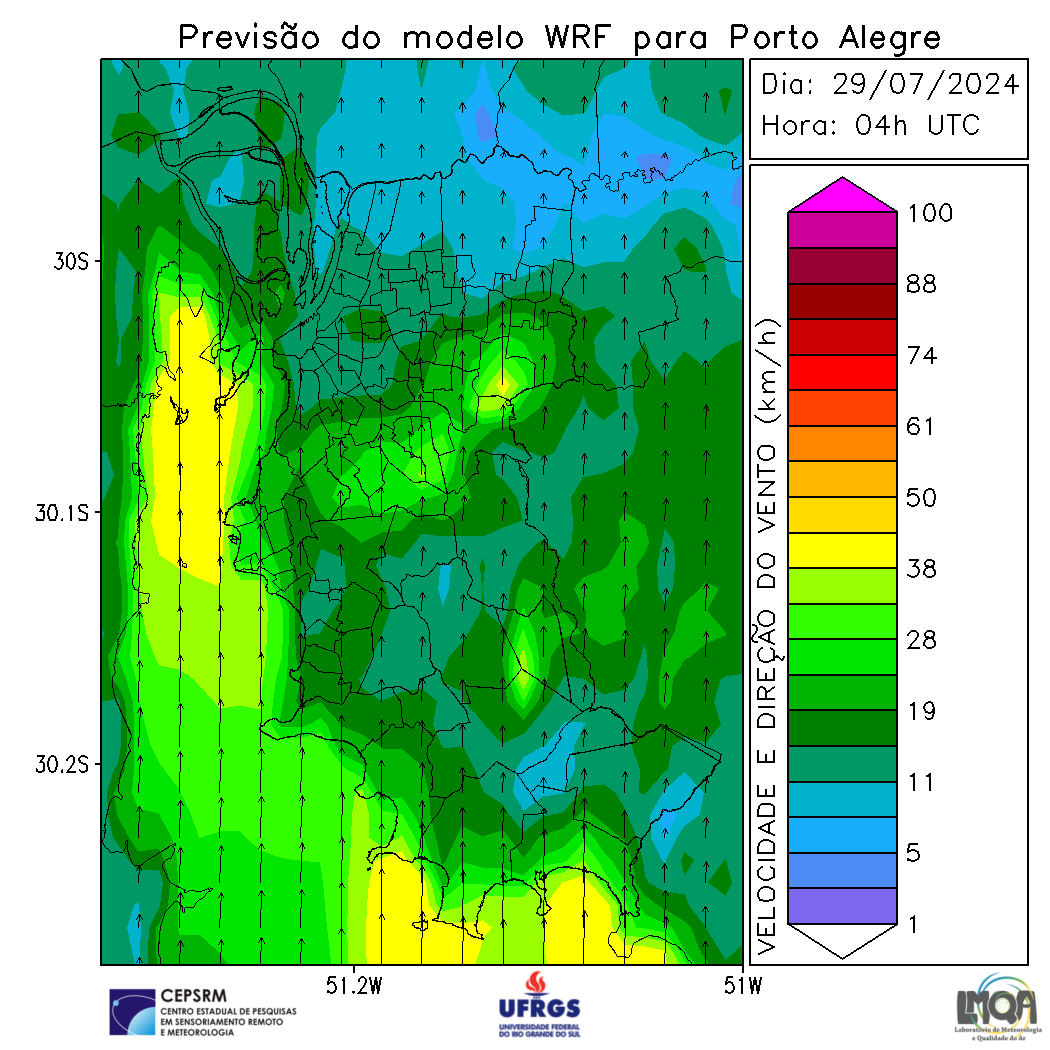 Previsão do modelo WRF para Porto Alegre
Dia: 29/07/2024
Hora: 04h UTC
30S
30.1S
30.2S
51.2W
51W
VELOCIDADE E DIREÇÃO DO VENTO (km/h)
100
88
74
61
50
38
28
19
11
5
1
CEPSRM
CENTRO ESTADUAL DE PESQUISAS
EM SENSORIAMENTO REMOTO
E METEOROLOGIA
UFRGS
UNIVERSIDADE FEDERAL
DO RIO GRANDE DO SUL
LMQA
Laboratório de Meteorologia
e Qualidade do Ar